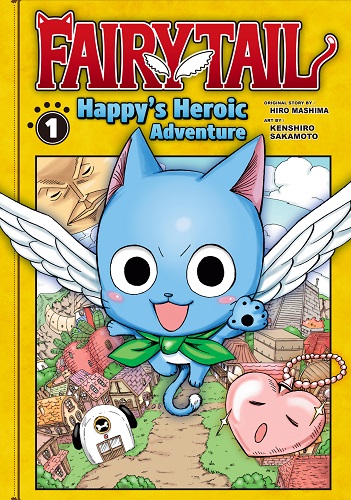 FAIRY TAIL
Happy's Heroic
Adventure
1
ORIGINAL STORY BY :
HIRO MASHIMA
ART BY :
KENSHIRO
SAKAMOTO